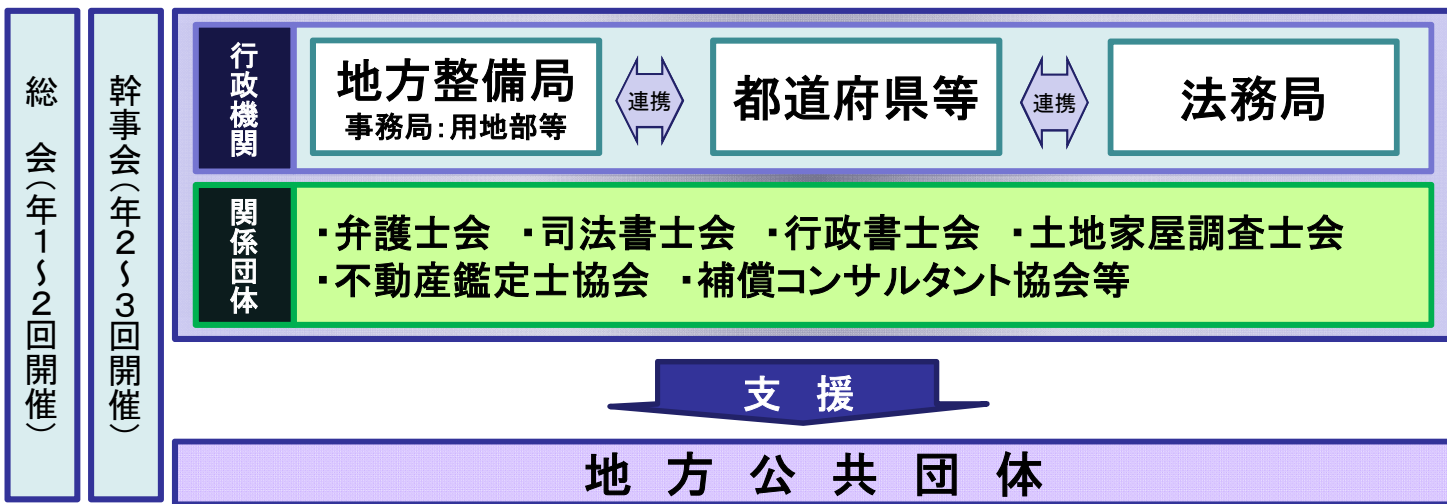 総　会（年１～２回開催）
幹事会（年２～３回開催）
行政機関
地方整備局
事務局：用地部等
連携
都道府県等
連携
法務局
関係団体
・弁護士会　・司法書士会　・行政書士会　・土地家屋調査士会
・不動産鑑定士協会　・補償コンサルタント協会等
支　援
地　方　公　共　団　体